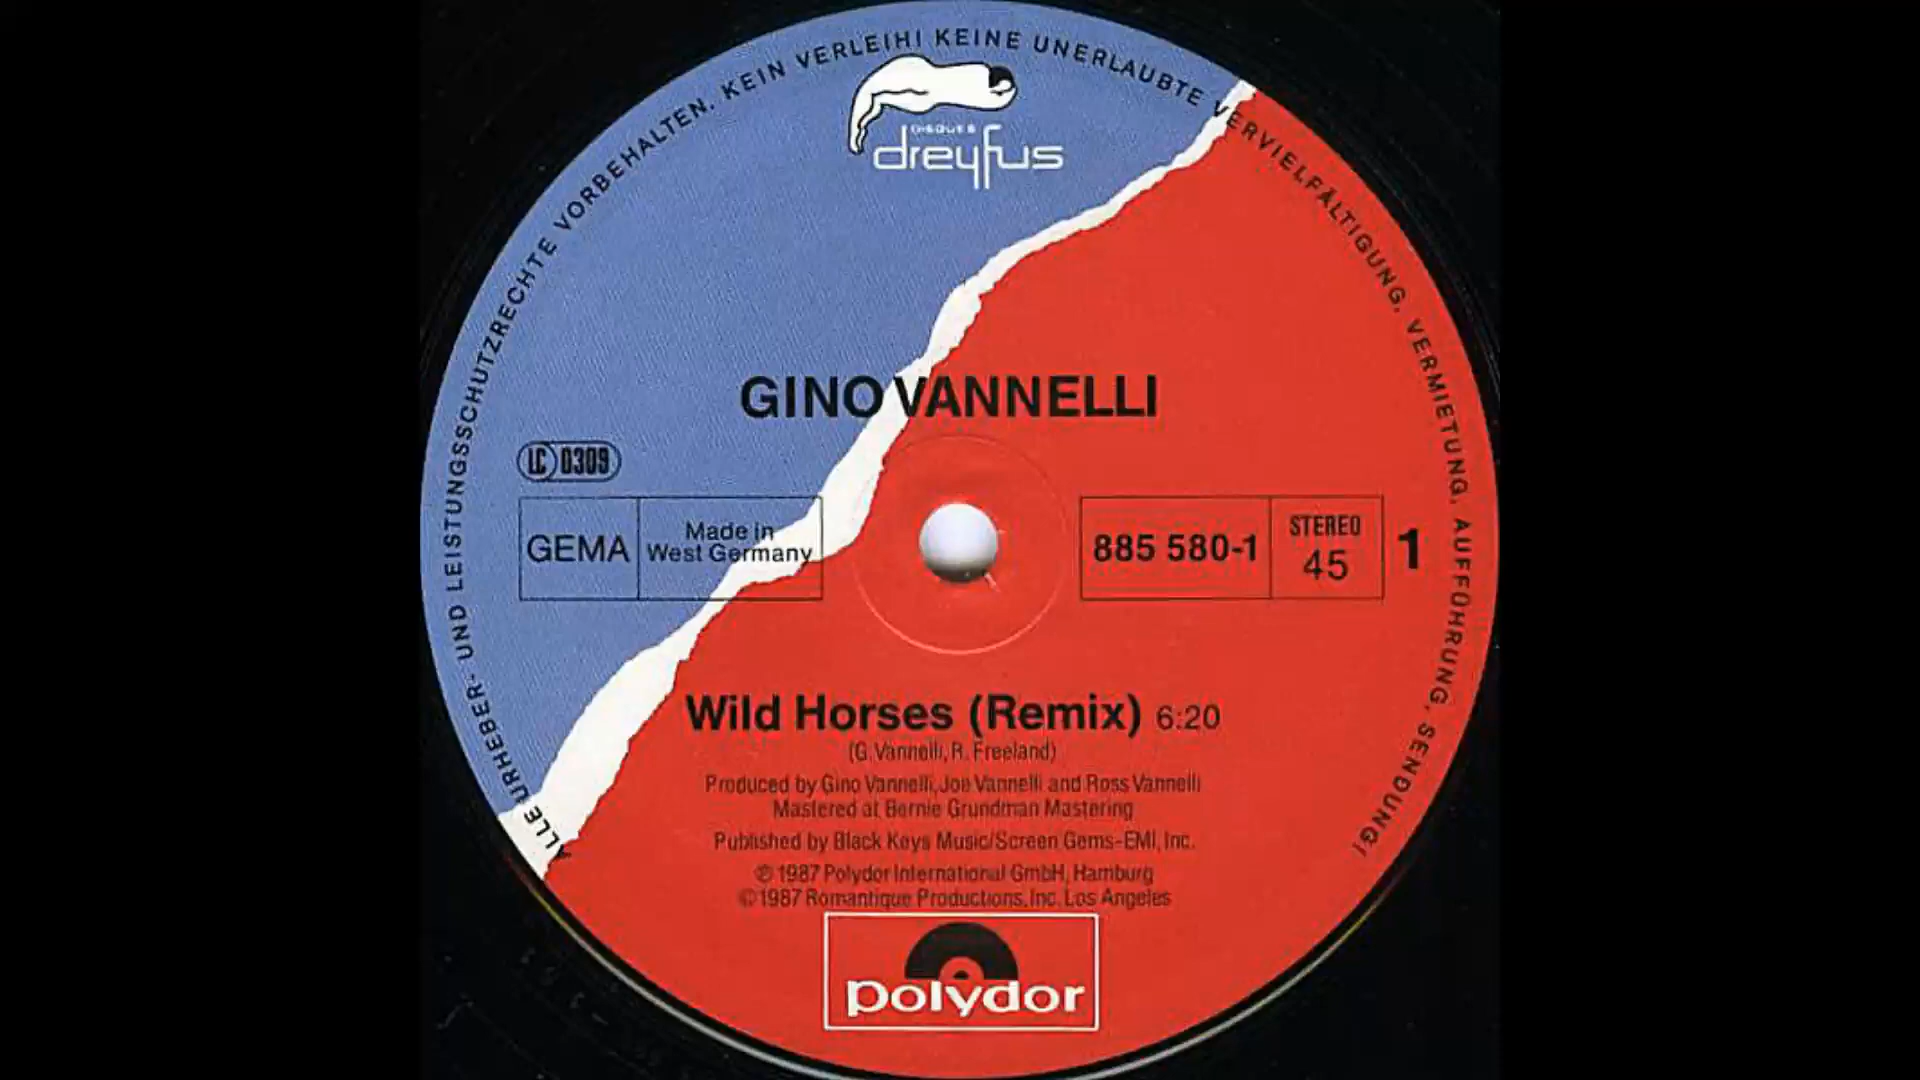 ALLE URHEBER- UND LEISTUNGSSCHUTZRECHTE VORBEHALTEN. KEIN VERLEIH! KEINE UNERLAUBTE VERVIELFÄLTIGUNG, VERMIETUNG, AUFFÜHRUNG, SENDUNG!
DISQUES
dreyfus
GINO VANNELLI
LC 0309
GEMA
Made in
West Germany
885 580-1
STEREO
45
1
Wild Horses (Remix) 6:20
(G. Vannelli, R. Freeland)
Produced by Gino Vannelli, Joe Vannelli and Ross Vannelli
Mastered at Bernie Grundman Mastering
Published by Black Keys Music/Screen Gems-EMI, Inc.
℗ 1987 Polydor International GmbH, Hamburg
© 1987 Romantique Productions, Inc. Los Angeles
polydor